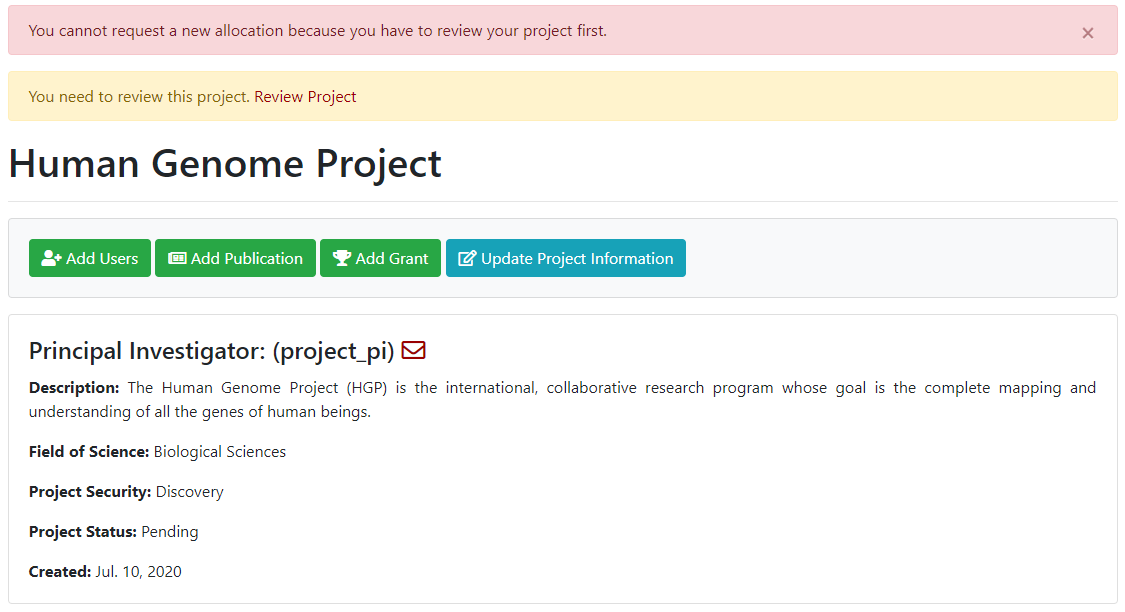 You cannot request a new allocation because you have to review your project first.
×
You need to review this project. Review Project
Human Genome Project
Add Users
Add Publication
Add Grant
Update Project Information
Principal Investigator: (project_pi)
Description: The Human Genome Project (HGP) is the international, collaborative research program whose goal is the complete mapping and
understanding of all the genes of human beings.
Field of Science: Biological Sciences
Project Security: Discovery
Project Status: Pending
Created: Jul. 10, 2020